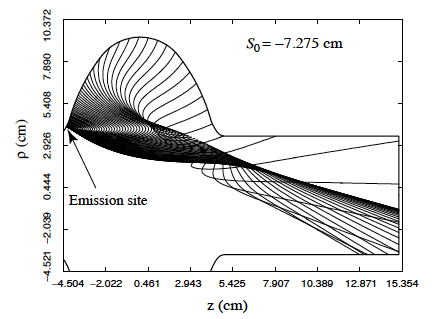 S₀ = −7.275 cm
10.372
7.890
5.408
2.926
0.444
−2.039
−4.521
ρ (cm)
Emission site
−4.504 −2.022 0.461 2.943 5.425 7.907 10.389 12.871 15.354
z (cm)